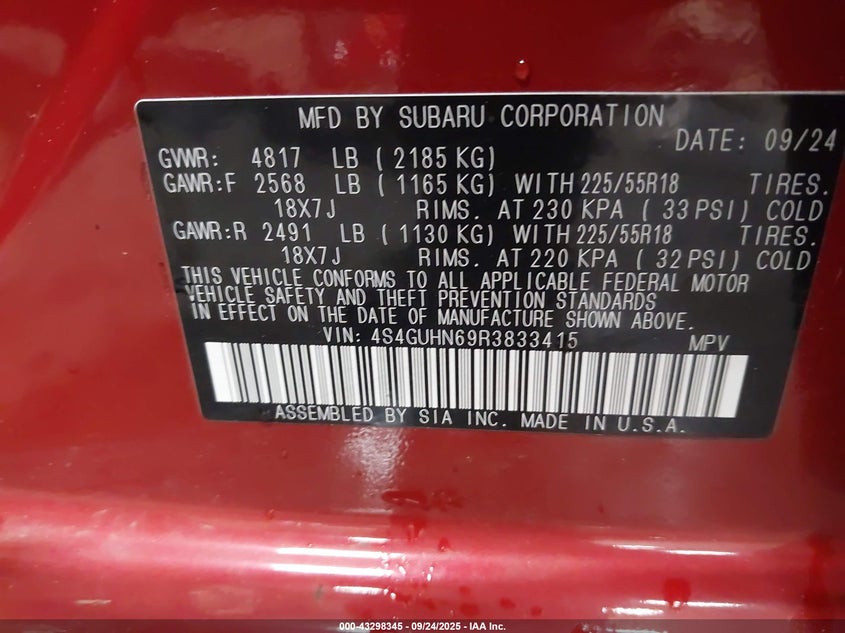 MFD BY SUBARU CORPORATION
DATE: 09/24
GVWR: 4817 LB ( 2185 KG)
GAWR:F 2568 LB ( 1165 KG) WITH 225/55R18 TIRES.
18X7J RIMS. AT 230 KPA ( 33 PSI) COLD
GAWR:R 2491 LB ( 1130 KG) WITH 225/55R18 TIRES.
18X7J RIMS. AT 220 KPA ( 32 PSI) COLD
THIS VEHICLE CONFORMS TO ALL APPLICABLE FEDERAL MOTOR
VEHICLE SAFETY AND THEFT PREVENTION STANDARDS
IN EFFECT ON THE DATE OF MANUFACTURE SHOWN ABOVE.
VIN: 4S4GUHN69R3833415 MPV
ASSEMBLED BY SIA INC. MADE IN U.S.A.
000-43298345 - 09/24/2025 - IAA Inc.